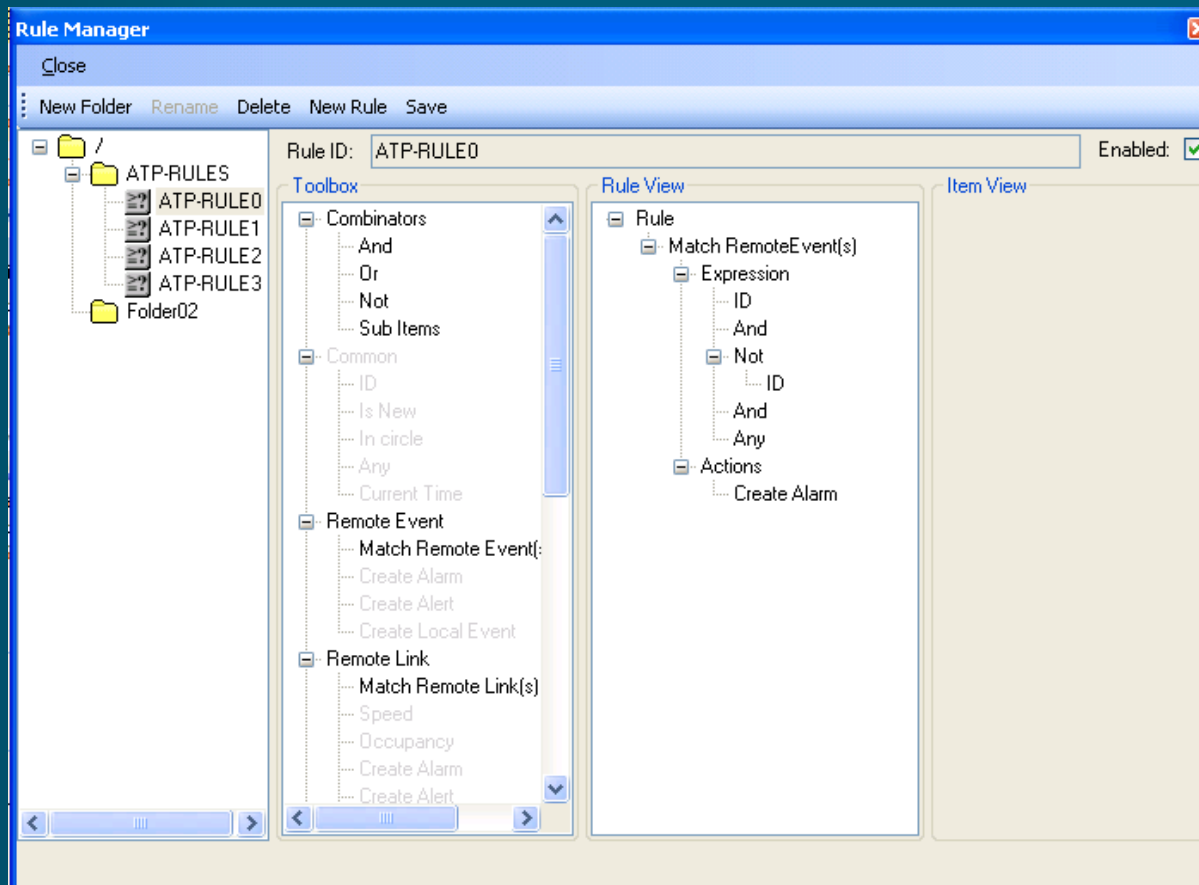 Rule Manager
Close
New Folder Rename Delete New Rule Save
/
ATP-RULES
ATP-RULE0
ATP-RULE1
ATP-RULE2
ATP-RULE3
Folder02
Rule ID: ATP-RULE0 Enabled:
Toolbox
Combinators
And
Or
Not
Sub Items
Common
ID
Is New
In circle
Any
Current Time
Remote Event
Match Remote Event(s
Create Alarm
Create Alert
Create Local Event
Remote Link
Match Remote Link(s)
Speed
Occupancy
Create Alarm
Create Alert
Rule View
Rule
Match RemoteEvent(s)
Expression
ID
And
Not
ID
And
Any
Actions
Create Alarm
Item View